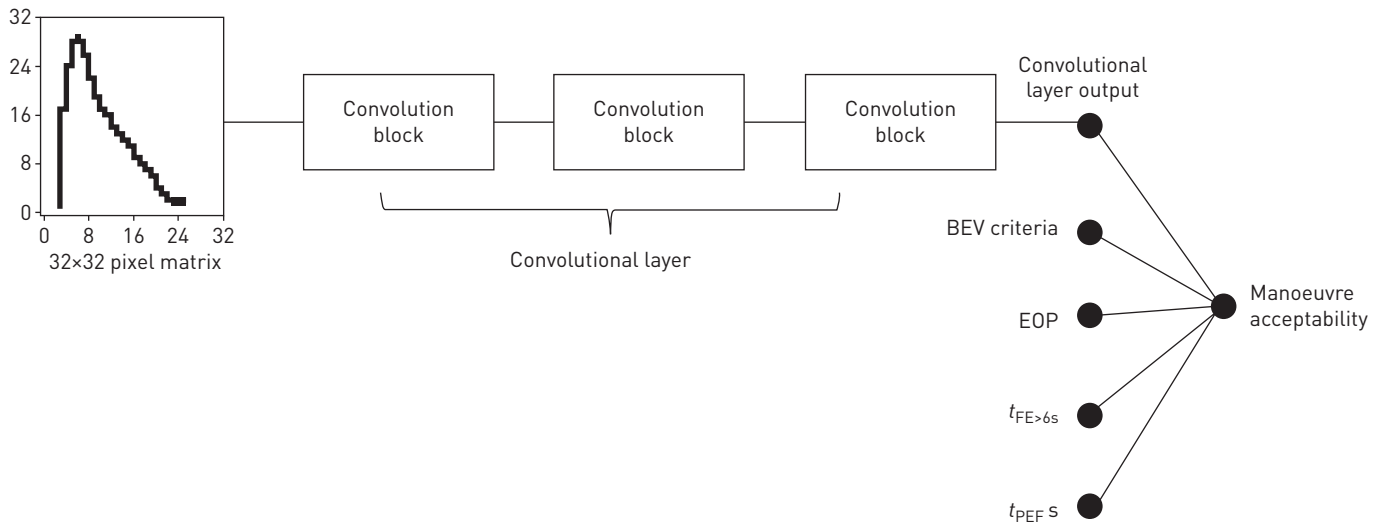 32
24
16
8
0
0 8 16 24 32
32×32 pixel matrix
Convolution
block
Convolution
block
Convolution
block
Convolutional layer
Convolutional
layer output
BEV criteria
EOP
tFE>6s
tPEF s
Manoeuvre
acceptability